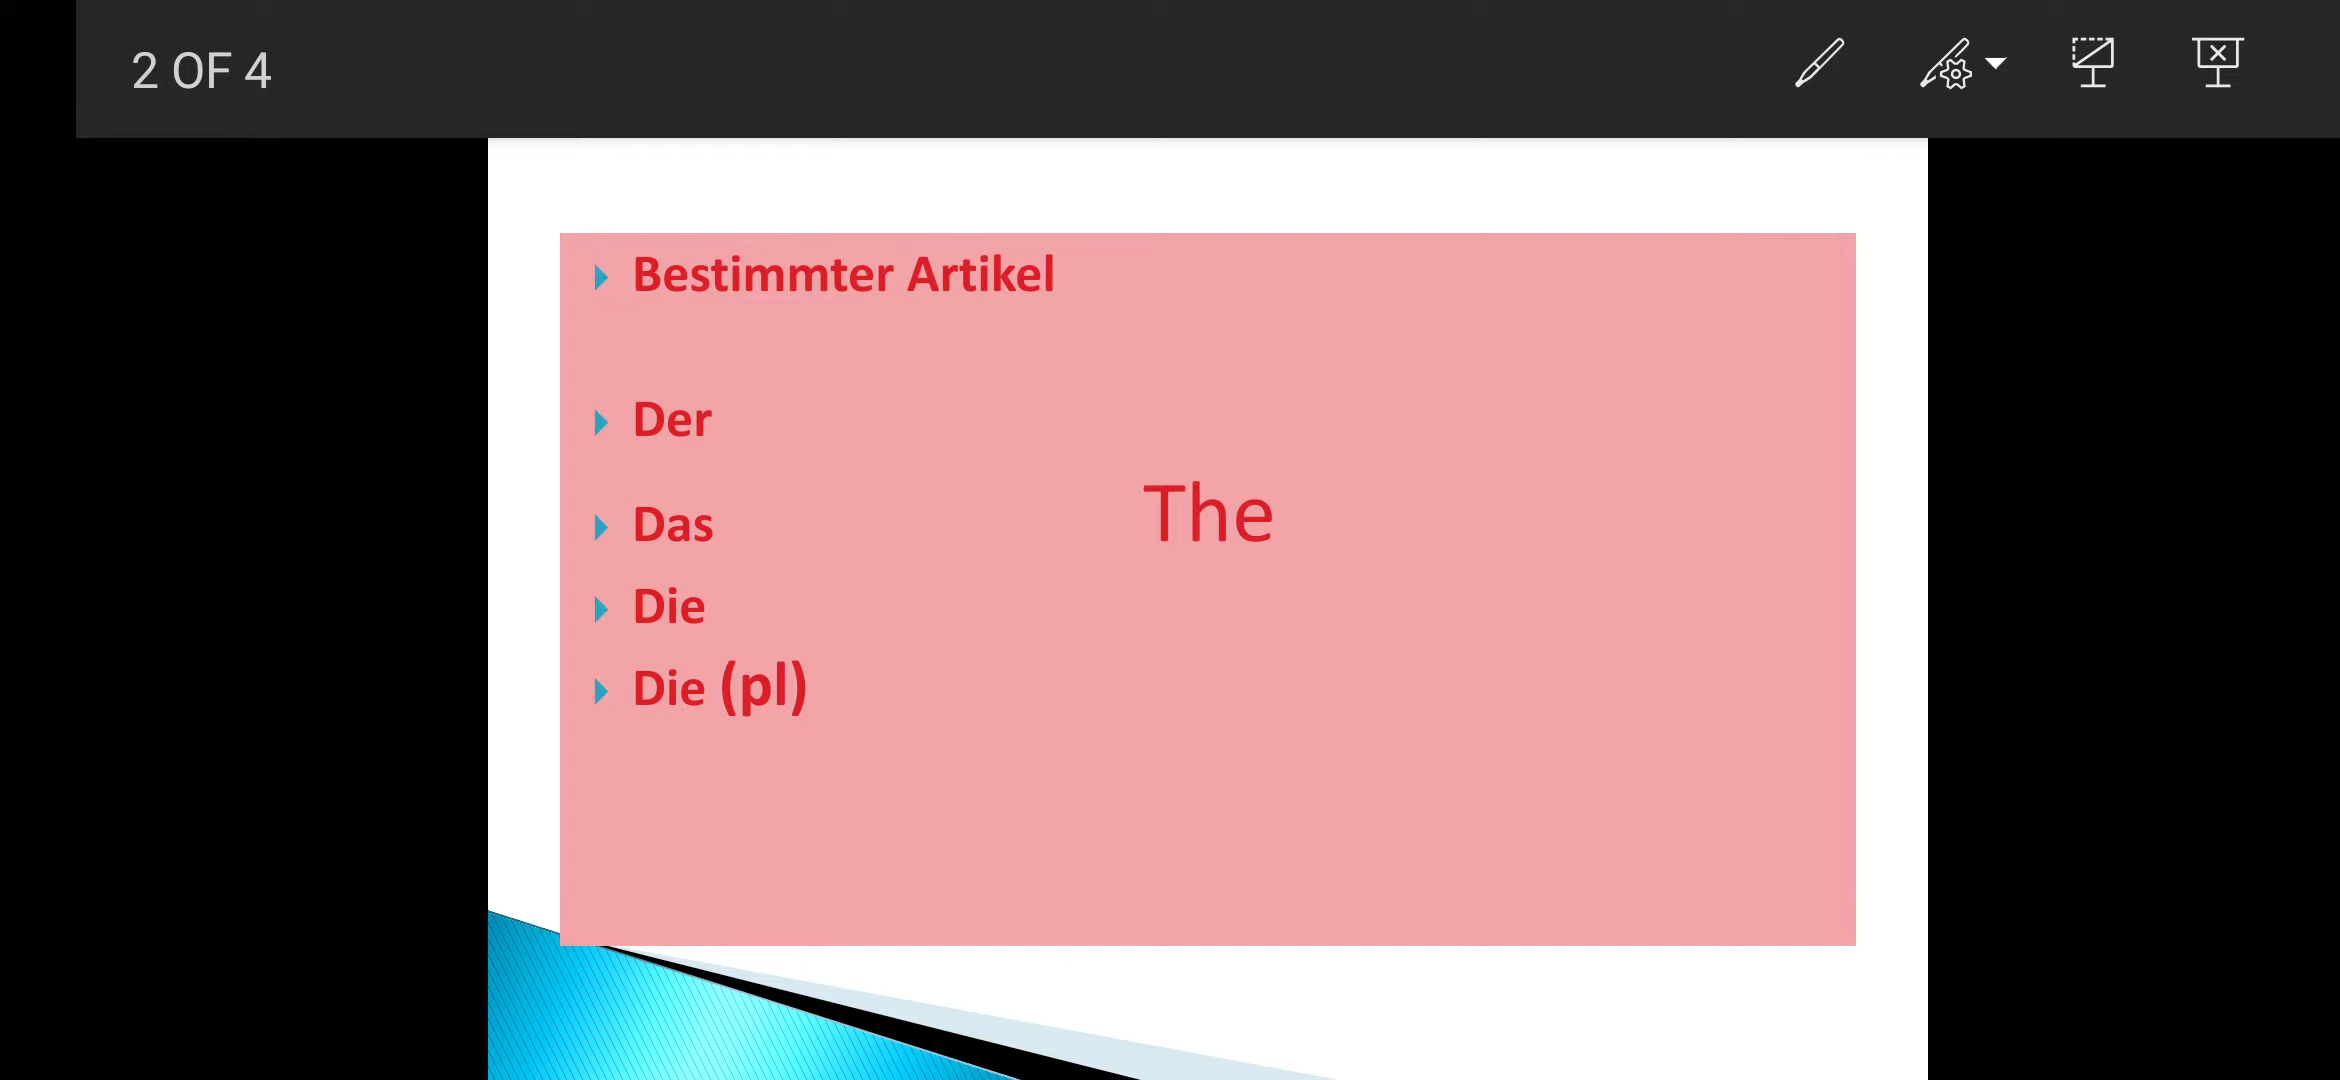 2 OF 4
Bestimmter Artikel
Der
The
Das
Die
Die (pl)